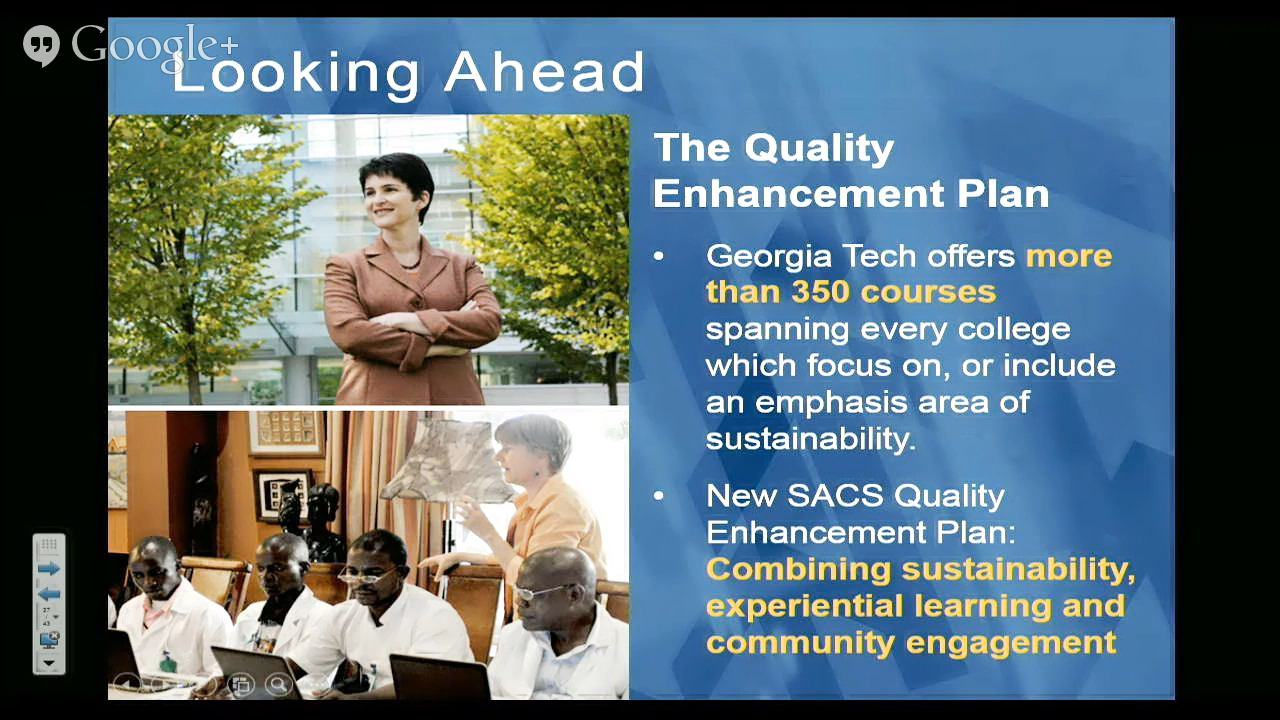 Google+
Looking Ahead
The Quality
Enhancement Plan
• Georgia Tech offers more
than 350 courses
spanning every college
which focus on, or include
an emphasis area of
sustainability.
• New SACS Quality
Enhancement Plan:
Combining sustainability,
experiential learning and
community engagement
27
/
43